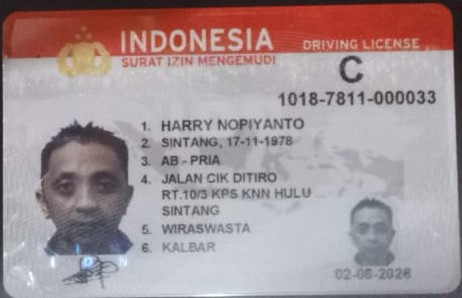 INDONESIA
SURAT IZIN MENGEMUDI
DRIVING LICENSE
C
1018-7811-000033
1. HARRY NOPIYANTO
2. SINTANG, 17-11-1978
3. AB - PRIA
4. JALAN CIK DITIRO
RT.10/3 KPS KNN HULU
SINTANG
5. WIRASWASTA
6. KALBAR
02-06-2026